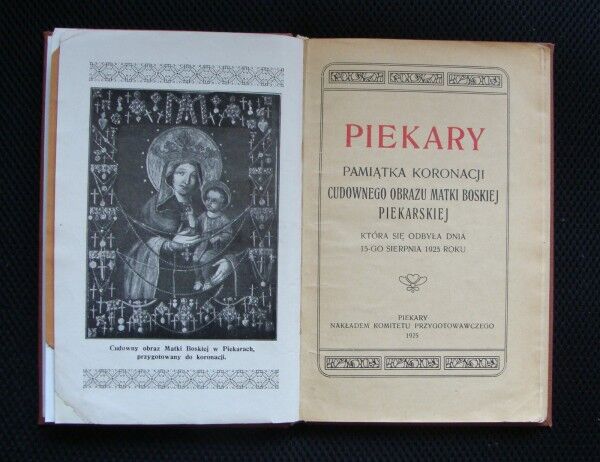 Cudowny obraz Matki Boskiej w Piekarach,
przygotowany do koronacji.
PIEKARY
PAMIĄTKA KORONACJI
CUDOWNEGO OBRAZU MATKI BOSKIEJ
PIEKARSKIEJ
KTÓRA SIĘ ODBYŁA DNIA
15-GO SIERPNIA 1925 ROKU
PIEKARY
NAKŁADEM KOMITETU PRZYGOTOWAWCZEGO
1925